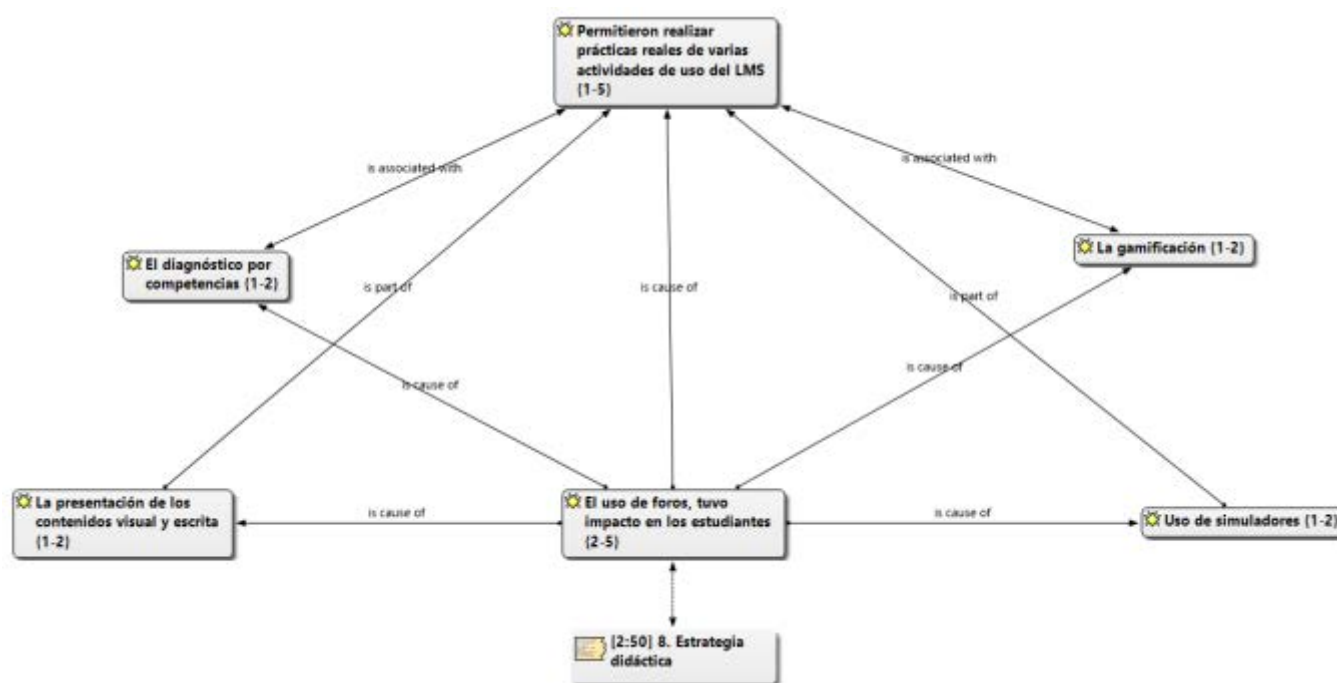 Permitieron realizar
prácticas reales de varias
actividades de uso del LMS
(1-5)
is associated with
is associated with
El diagnóstico por
competencias (1-2)
La gamificación (1-2)
is part of
is cause of
is part of
is cause of
is cause of
La presentación de los
contenidos visual y escrita
(1-2)
is cause of
El uso de foros, tuvo
impacto en los estudiantes
(2-5)
is cause of
Uso de simuladores (1-2)
[2:50] 8. Estrategia
didáctica